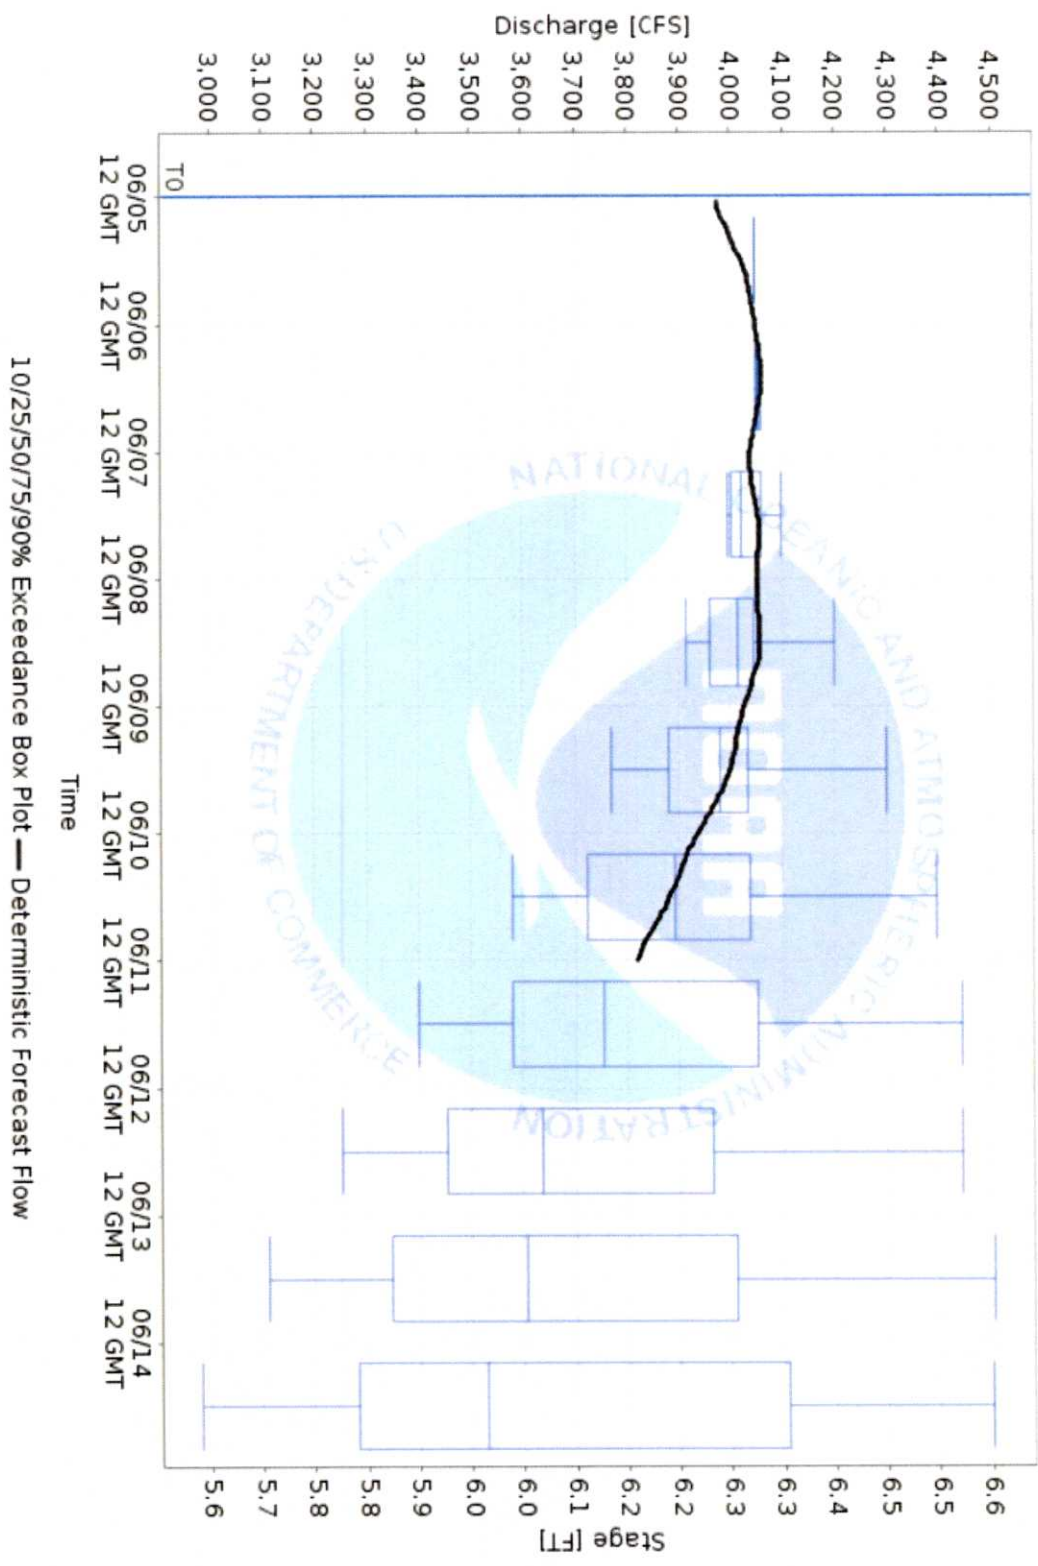 Discharge [CFS]
4,500
4,400
4,300
4,200
4,100
4,000
3,900
3,800
3,700
3,600
3,500
3,400
3,300
3,200
3,100
3,000
T0
6.6
6.5
6.4
6.4
6.3
6.3
6.2
6.2
6.1
6.0
6.0
5.9
5.8
5.8
5.7
5.6
Stage [FT]
06/05
12 GMT
06/06
12 GMT
06/07
12 GMT
06/08
12 GMT
06/09
12 GMT
06/10
12 GMT
06/11
12 GMT
06/12
12 GMT
06/13
12 GMT
06/14
12 GMT
Time
10/25/50/75/90% Exceedance Box Plot Deterministic Forecast Flow
NATIONAL OCEANIC AND ATMOSPHERIC ADMINISTRATION
U.S. DEPARTMENT OF COMMERCE
NOAA